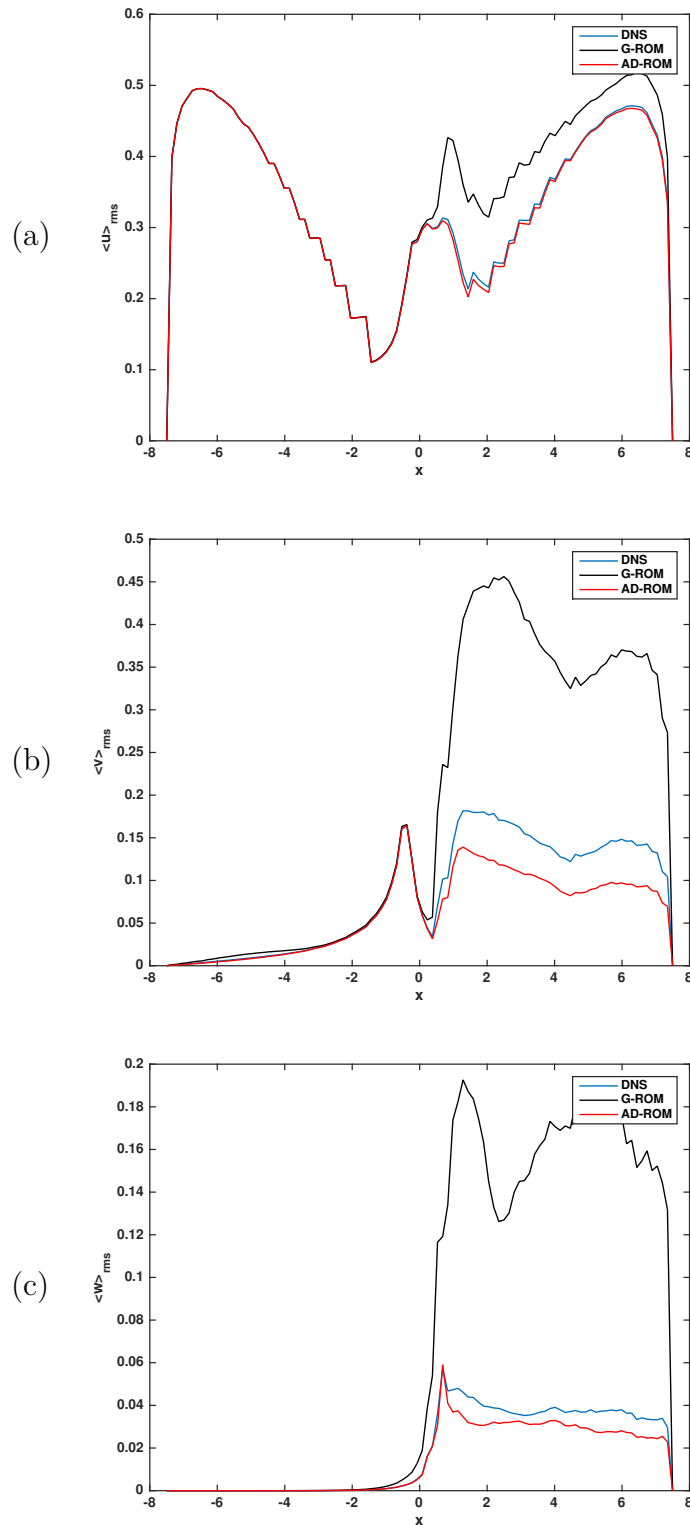 (a)
<u>rms
0.6
0.5
0.4
0.3
0.2
0.1
0
-8 -6 -4 -2 0 2 4 6 8
x
DNS
G-ROM
AD-ROM
(b)
<v>rms
0.5
0.45
0.4
0.35
0.3
0.25
0.2
0.15
0.1
0.05
0
-8 -6 -4 -2 0 2 4 6 8
x
DNS
G-ROM
AD-ROM
(c)
<w>rms
0.2
0.18
0.16
0.14
0.12
0.1
0.08
0.06
0.04
0.02
0
-8 -6 -4 -2 0 2 4 6 8
x
DNS
G-ROM
AD-ROM